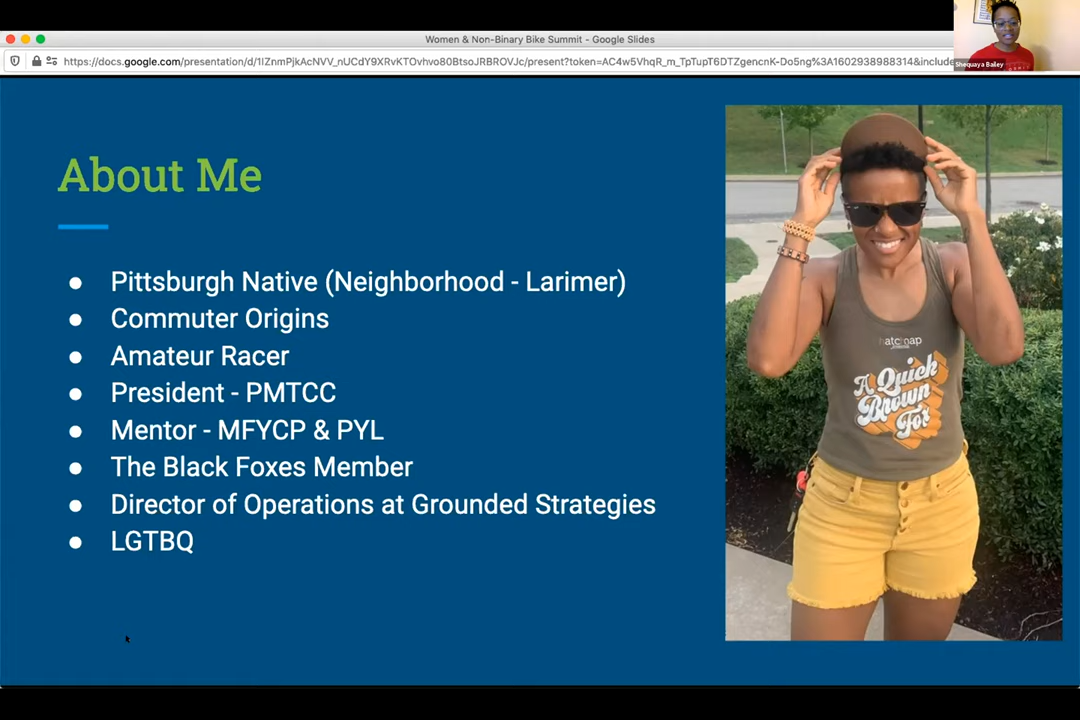 Women & Non-Binary Bike Summit - Google Slides
https://docs.google.com/presentation/d/1IZnmPjkAcNVV_nUCdY9XRvKTOvhvo80BtsoJRBROVJc/present?token=AC4w5VhqR_m_TpTupT6DTZgencnK-Do5ng%3A1602938988314&include
Shequaya Bailey
About Me
Pittsburgh Native (Neighborhood - Larimer)
Commuter Origins
Amateur Racer
President - PMTCC
Mentor - MFYCP & PYL
The Black Foxes Member
Director of Operations at Grounded Strategies
LGTBQ
hatchmap
A Quick
Brown
Fox